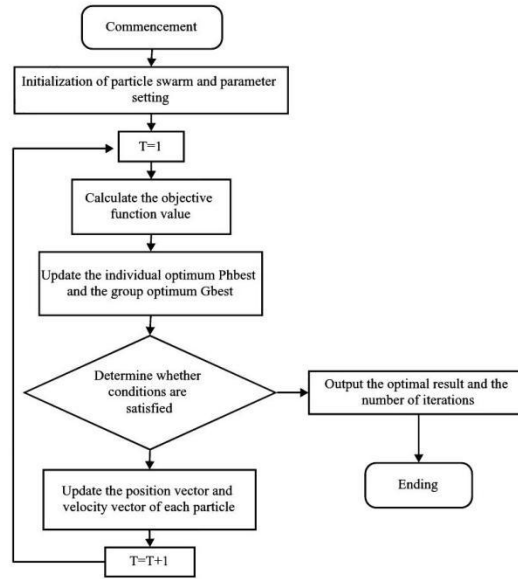 Commencement
Initialization of particle swarm and parameter
setting
T=1
Calculate the objective
function value
Update the individual optimum Phbest
and the group optimum Gbest
Determine whether
conditions are
satisfied
Output the optimal result and the
number of iterations
Ending
Update the position vector and
velocity vector of each particle
T=T+1